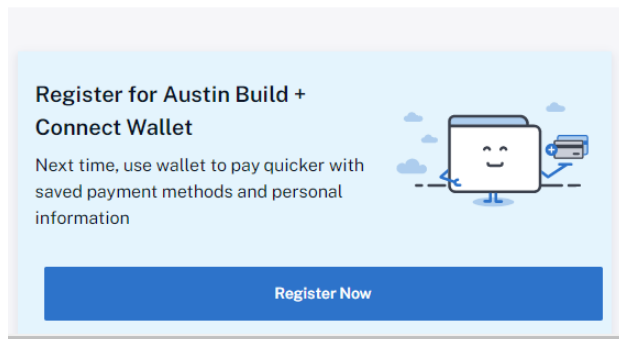 Register for Austin Build +
Connect Wallet
Next time, use wallet to pay quicker with
saved payment methods and personal
information
Register Now